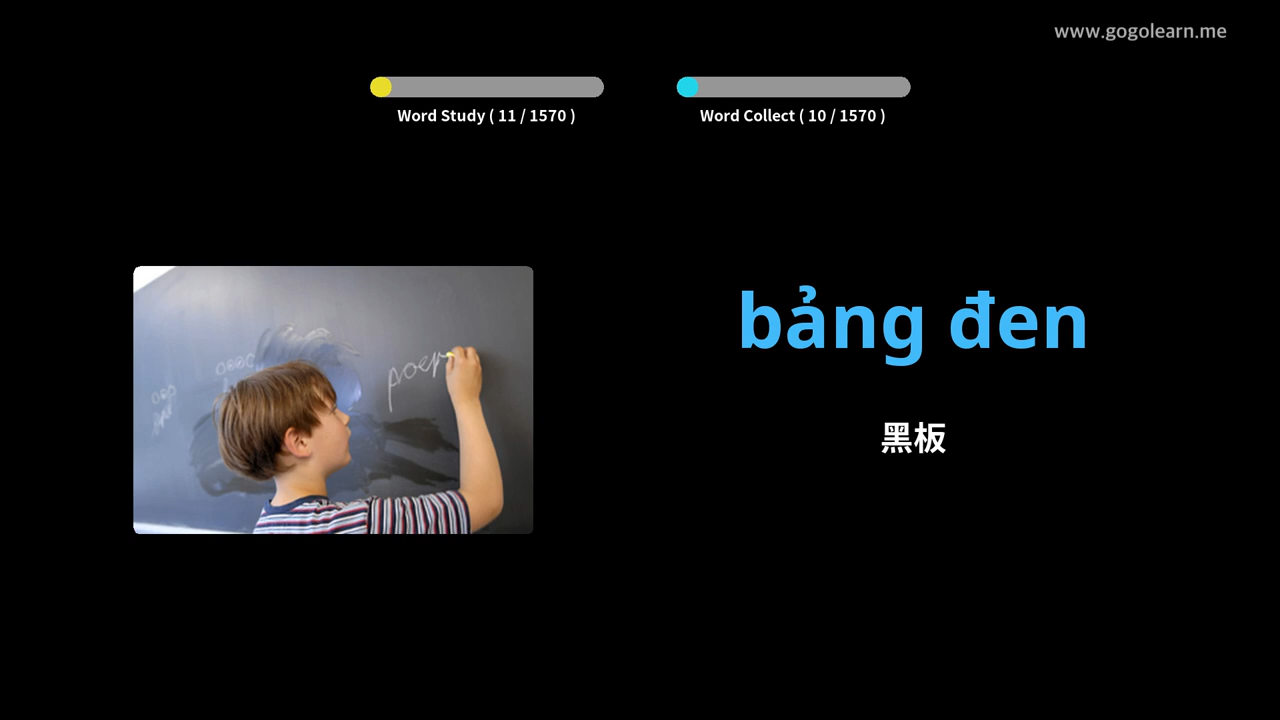 www.gogolearn.me
Word Study ( 11 / 1570 )
Word Collect ( 10 / 1570 )
bảng đen
黑板